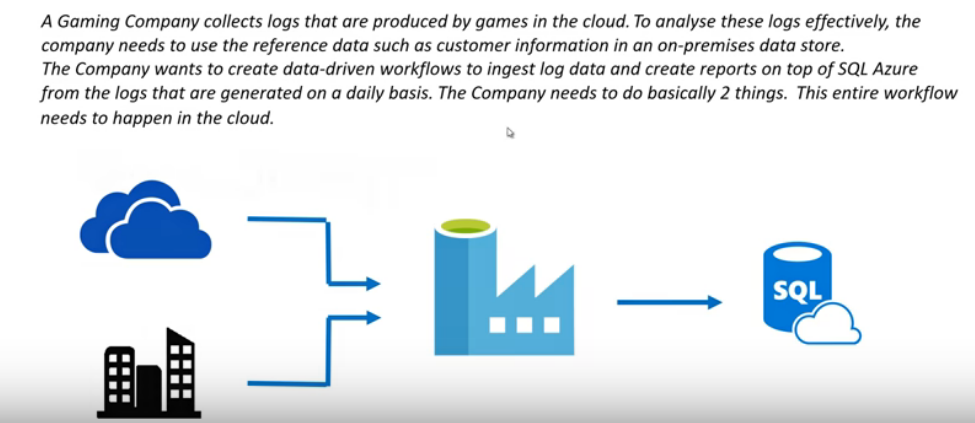 A Gaming Company collects logs that are produced by games in the cloud. To analyse these logs effectively, the
company needs to use the reference data such as customer information in an on-premises data store.
The Company wants to create data-driven workflows to ingest log data and create reports on top of SQL Azure
from the logs that are generated on a daily basis. The Company needs to do basically 2 things.  This entire workflow
needs to happen in the cloud.
SQL